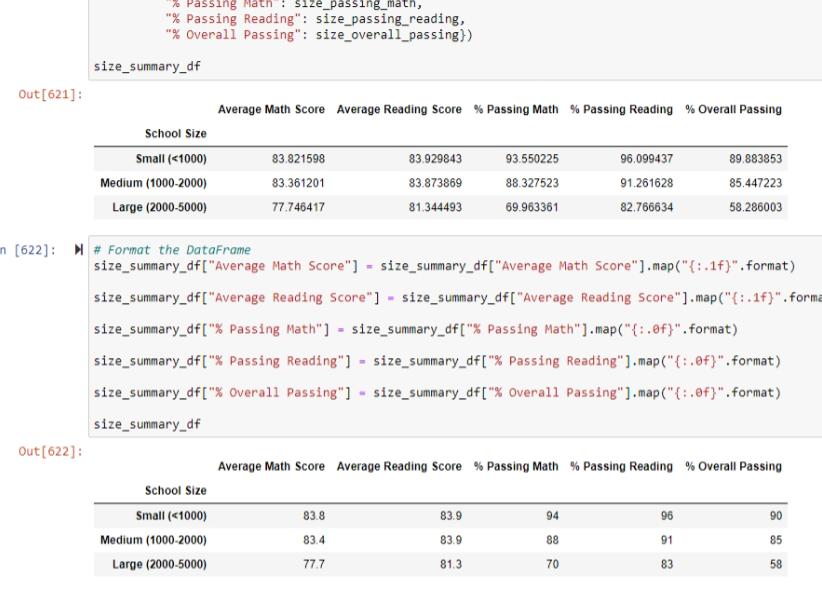 "% Passing Math": size_passing_math,
"% Passing Reading": size_passing_reading,
"% Overall Passing": size_overall_passing})
size_summary_df
Out[621]:
Average Math Score Average Reading Score % Passing Math % Passing Reading % Overall Passing
School Size
Small (<1000) 83.821598 83.929843 93.550225 96.099437 89.883853
Medium (1000-2000) 83.361201 83.873869 88.327523 91.261628 85.447223
Large (2000-5000) 77.746417 81.344493 69.963361 82.766634 58.286003
n [622]: # Format the DataFrame
size_summary_df["Average Math Score"] = size_summary_df["Average Math Score"].map("{:.1f}".format)
size_summary_df["Average Reading Score"] = size_summary_df["Average Reading Score"].map("{:.1f}".forma
size_summary_df["% Passing Math"] = size_summary_df["% Passing Math"].map("{:.0f}".format)
size_summary_df["% Passing Reading"] = size_summary_df["% Passing Reading"].map("{:.0f}".format)
size_summary_df["% Overall Passing"] = size_summary_df["% Overall Passing"].map("{:.0f}".format)
size_summary_df
Out[622]:
Average Math Score Average Reading Score % Passing Math % Passing Reading % Overall Passing
School Size
Small (<1000) 83.8 83.9 94 96 90
Medium (1000-2000) 83.4 83.9 88 91 85
Large (2000-5000) 77.7 81.3 70 83 58